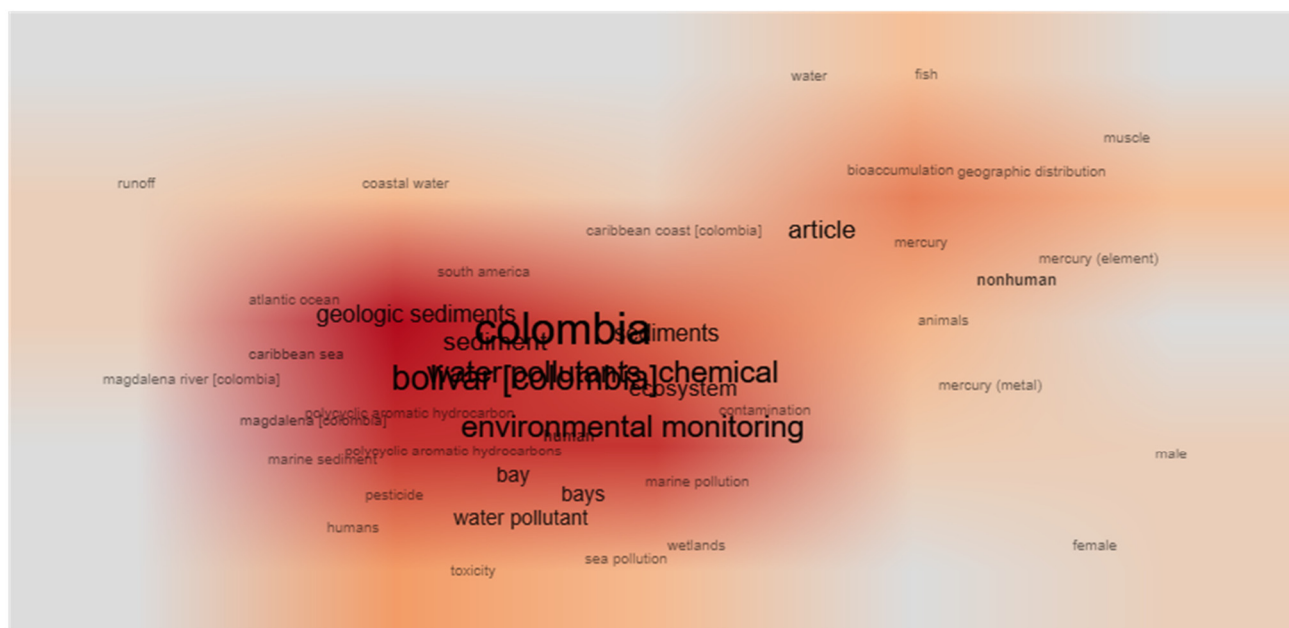 water
fish
muscle
bioaccumulation
geographic distribution
runoff
coastal water
caribbean coast [colombia]
article
mercury
mercury (element)
south america
nonhuman
atlantic ocean
geologic sediments
animals
colombia
sediments
sediment
caribbean sea
water pollutants, chemical
magdalena river [colombia]
bolivar [colombia]
mercury (metal)
ecosystem
contamination
polycyclic aromatic hydrocarbon
magdalena [colombia]
environmental monitoring
human
polycyclic aromatic hydrocarbons
male
marine sediment
bay
marine pollution
pesticide
bays
water pollutant
humans
wetlands
female
sea pollution
toxicity